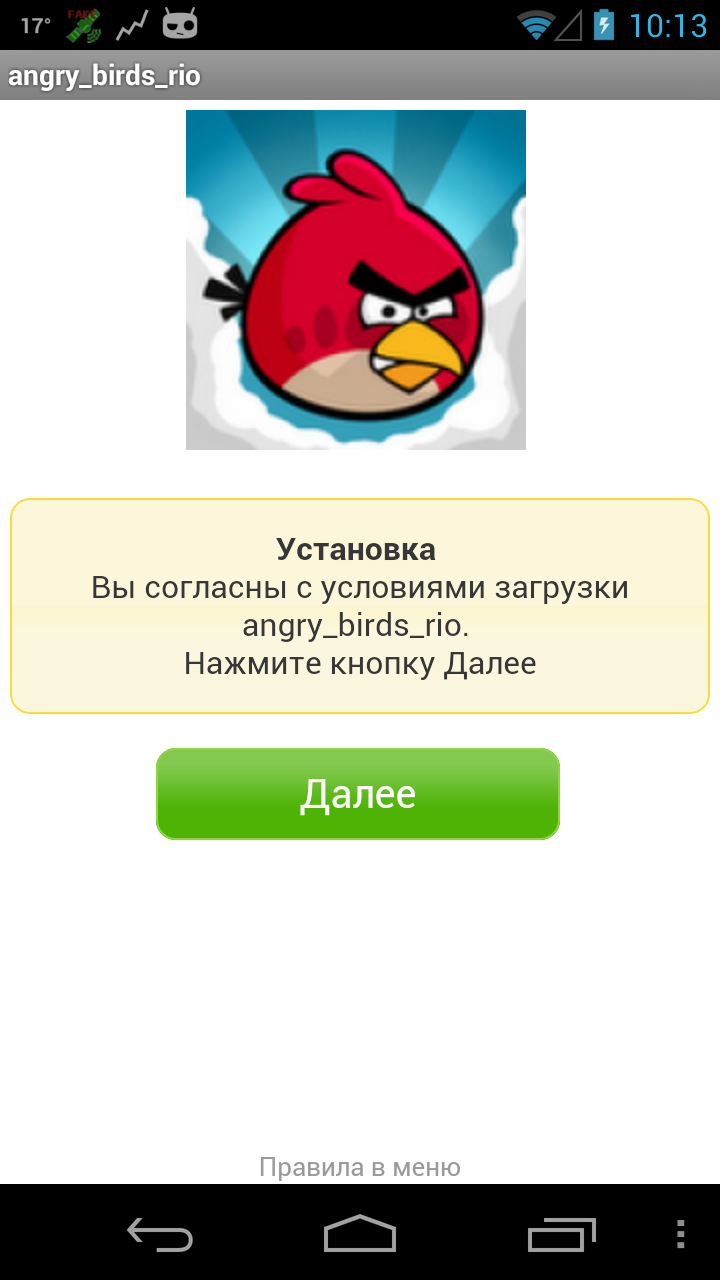 17°
FAKE
10:13
angry_birds_rio
Установка
Вы согласны с условиями загрузки
angry_birds_rio.
Нажмите кнопку Далее
Далее
Правила в меню